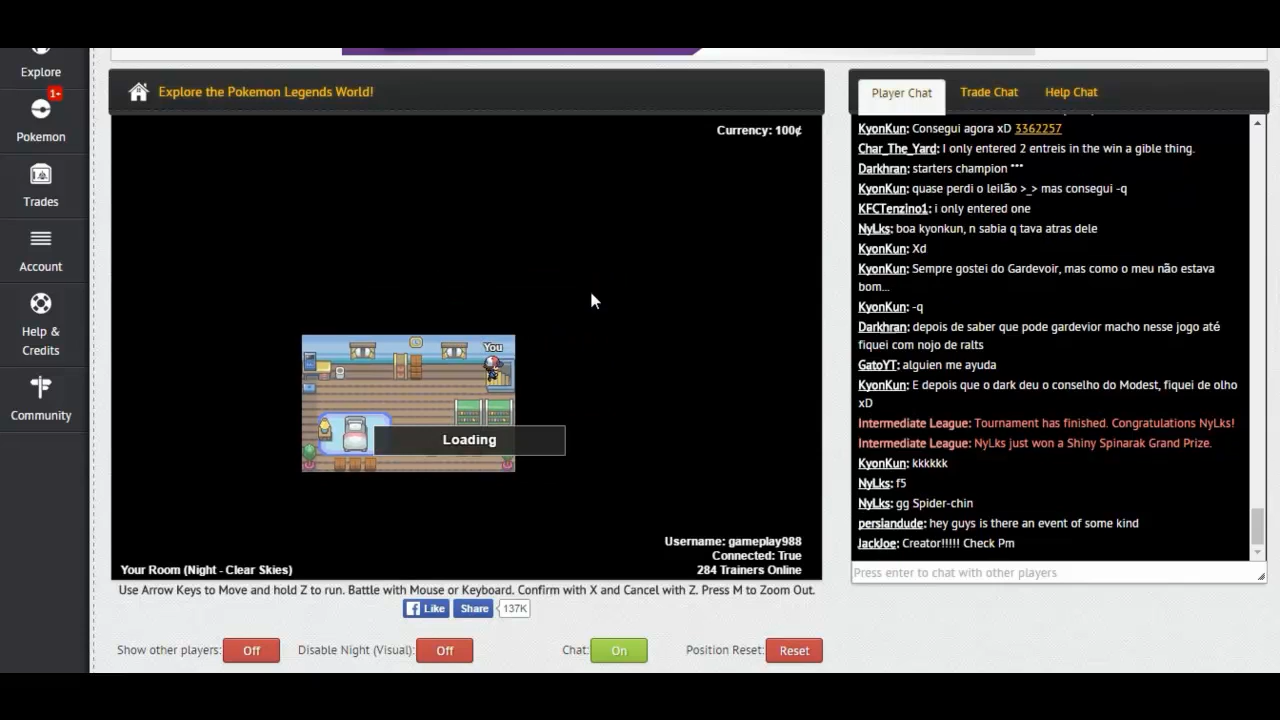 Explore
1+
Pokemon
Trades
Account
Help &
Credits
Community
Explore the Pokemon Legends World!
Currency: 100¢
You
Loading
Username: gameplay988
Connected: True
284 Trainers Online
Your Room (Night - Clear Skies)
Use Arrow Keys to Move and hold Z to run. Battle with Mouse or Keyboard. Confirm with X and Cancel with Z. Press M to Zoom Out.
Like
Share
137K
Show other players: Off
Disable Night (Visual): Off
Chat: On
Position Reset: Reset
Player Chat
Trade Chat
Help Chat
KyonKun: Consegui agora xD 3362257
Char_The_Yard: I only entered 2 entreis in the win a gible thing.
Darkhran: starters champion ***
KyonKun: quase perdi o leilão >_> mas consegui -q
KFCTenzino1: i only entered one
NyLks: boa kyonkun, n sabia q tava atras dele
KyonKun: Xd
KyonKun: Sempre gostei do Gardevoir, mas como o meu não estava
bom...
KyonKun: -q
Darkhran: depois de saber que pode gardevior macho nesse jogo até
fiquei com nojo de ralts
GatoYT: alguien me ayuda
KyonKun: E depois que o dark deu o conselho do Modest, fiquei de olho
xD
Intermediate League: Tournament has finished. Congratulations NyLks!
Intermediate League: NyLks just won a Shiny Spinarak Grand Prize.
KyonKun: kkkkkk
NyLks: f5
NyLks: gg Spider-chin
persiandude: hey guys is there an event of some kind
JackJoe: Creator!!!!! Check Pm
Press enter to chat with other players